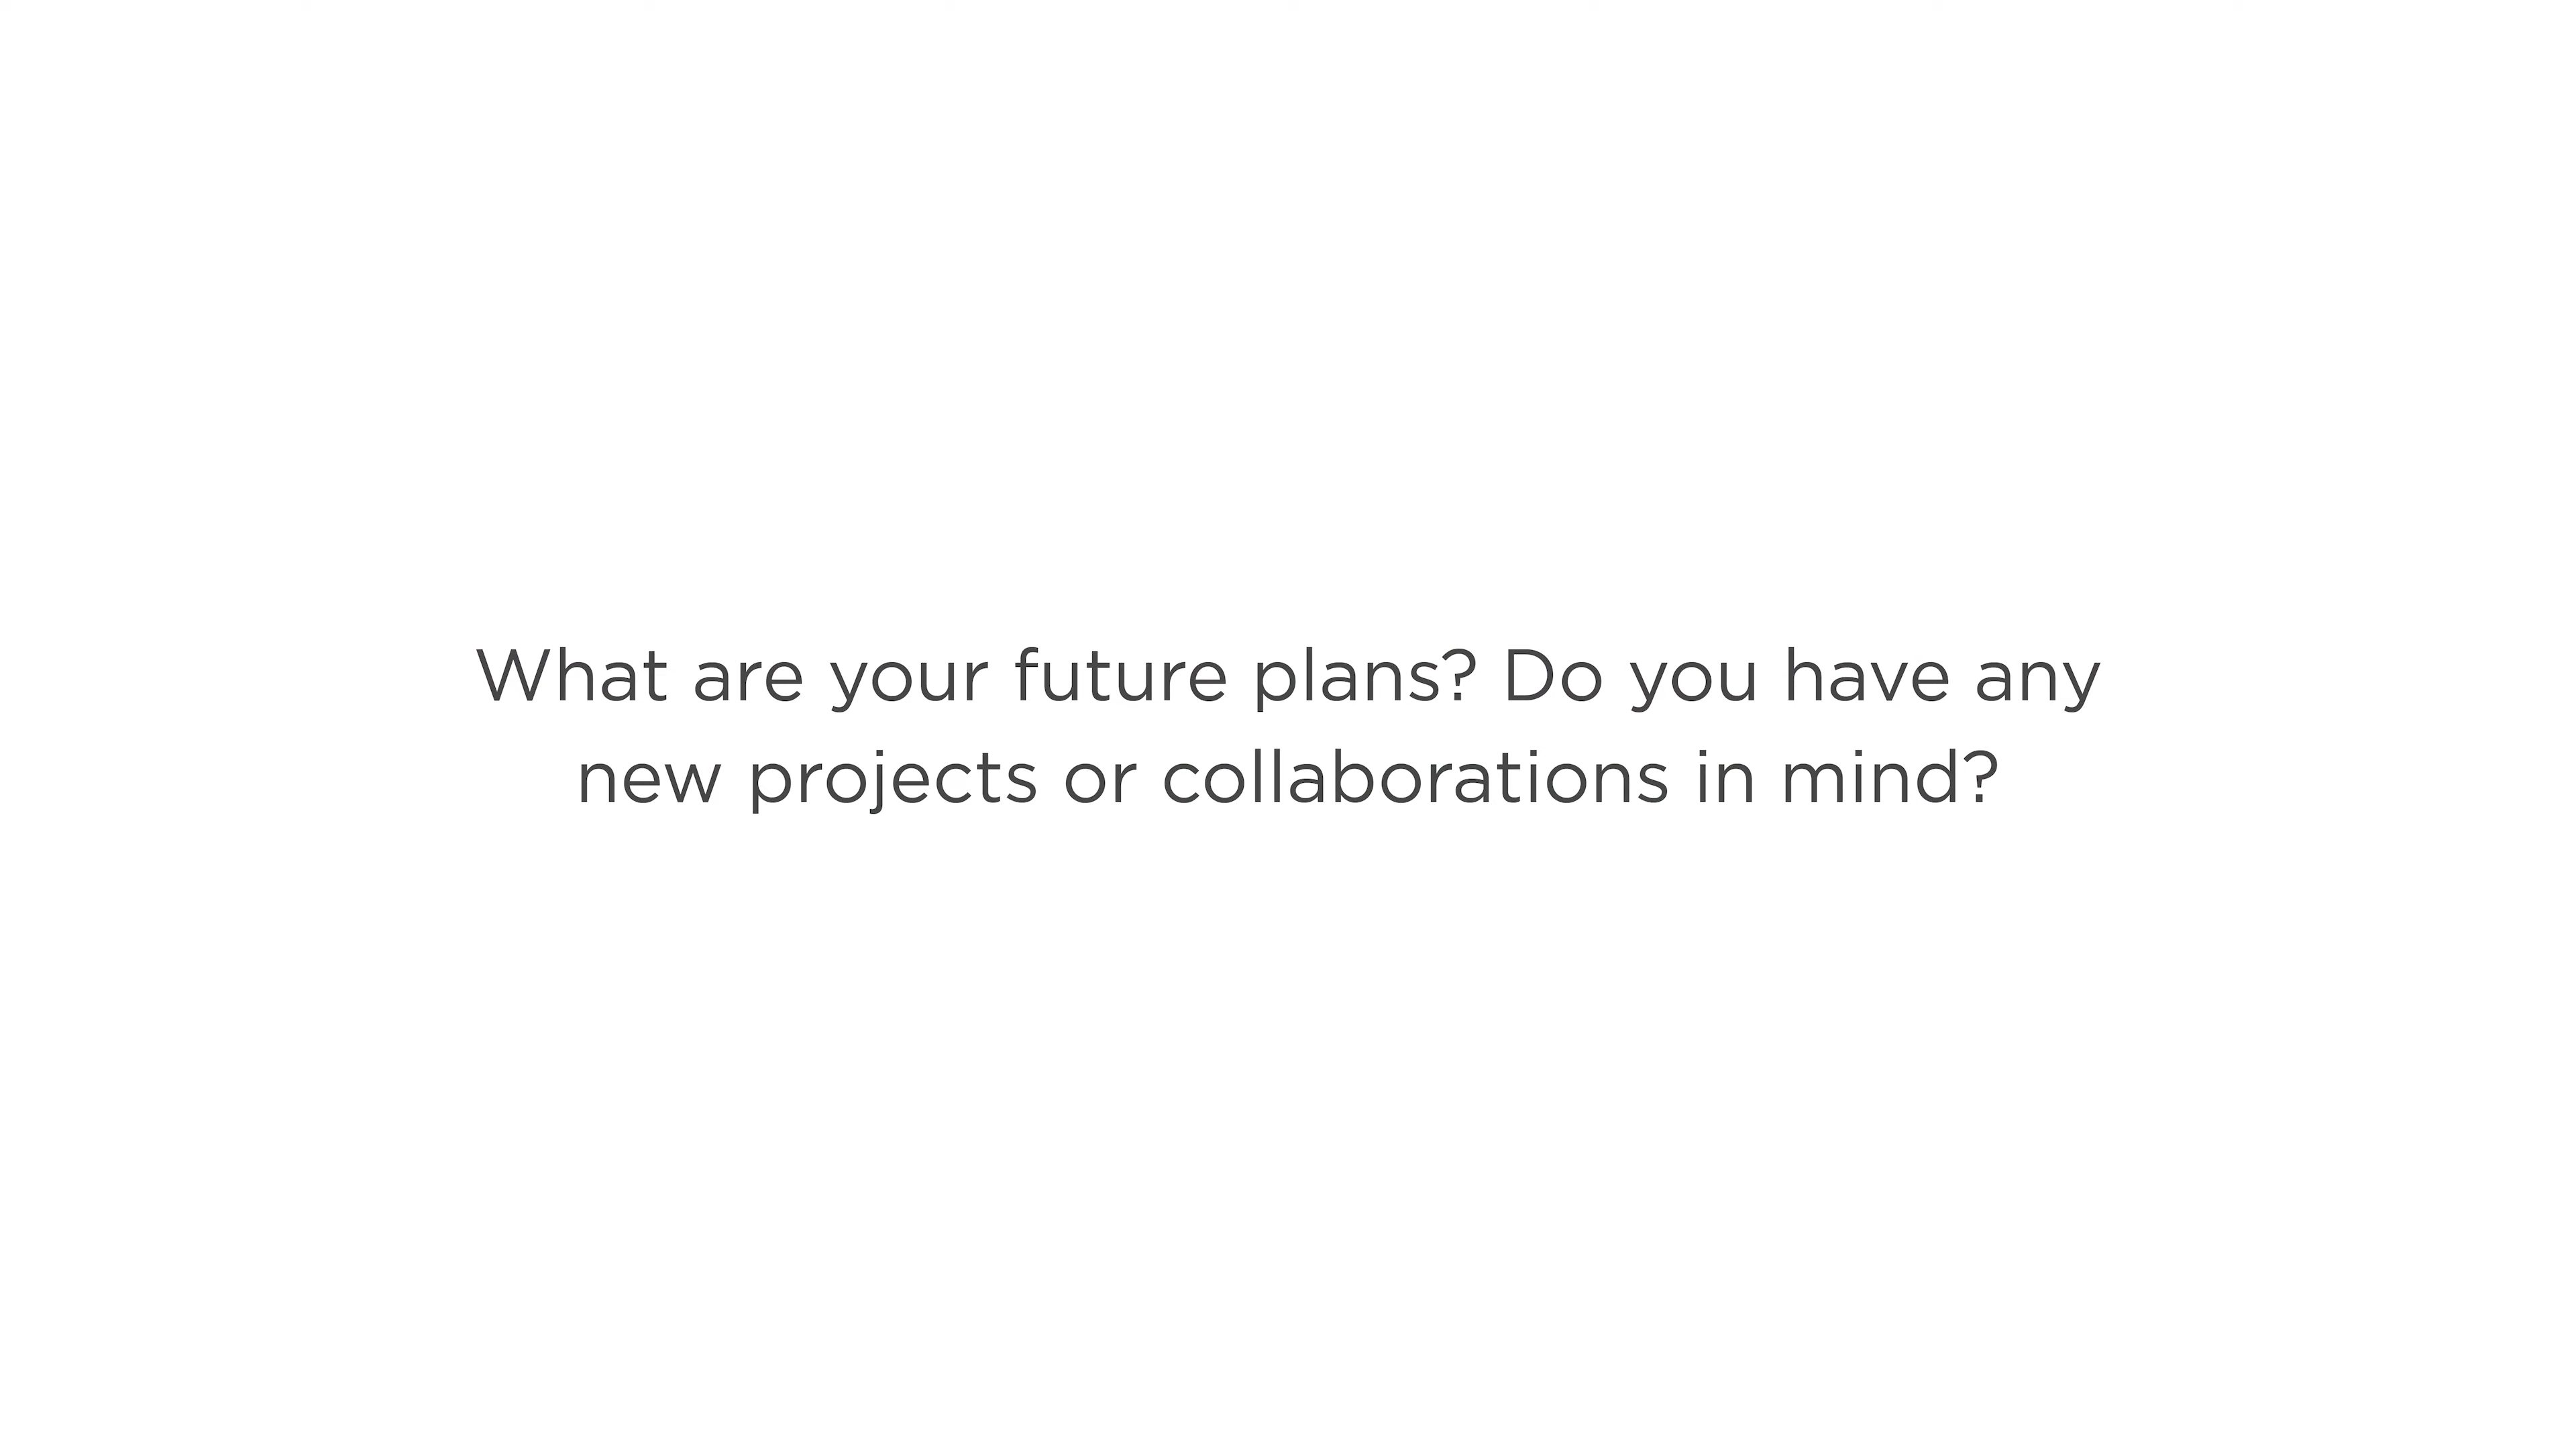 What are your future plans? Do you have any
new projects or collaborations in mind?